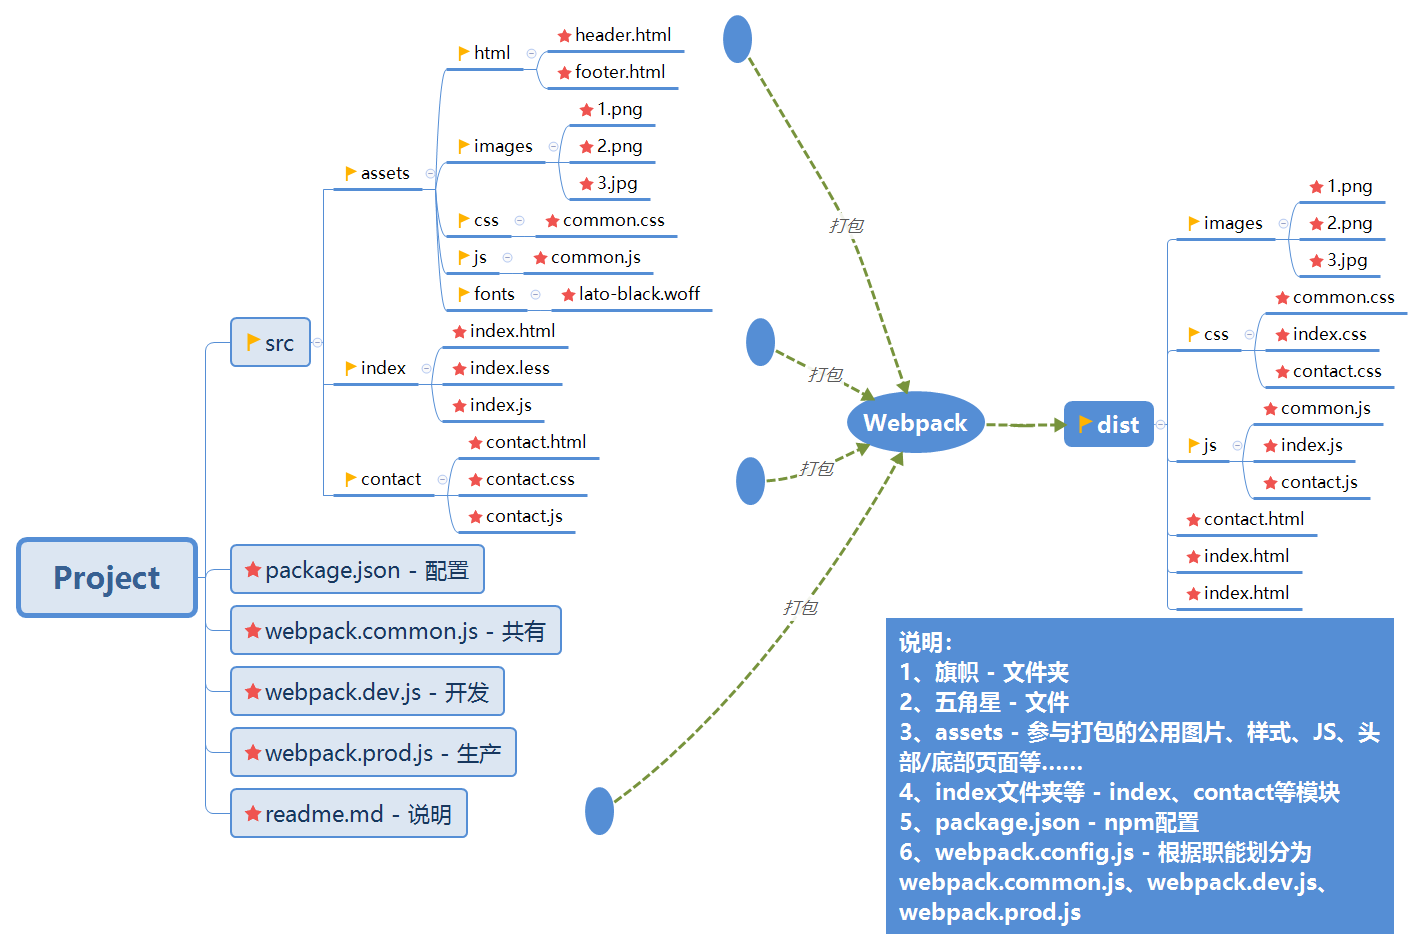 Project
src
assets
html
header.html
footer.html
images
1.png
2.png
3.jpg
css
common.css
js
common.js
fonts
lato-black.woff
index
index.html
index.less
index.js
contact
contact.html
contact.css
contact.js
package.json - 配置
webpack.common.js - 共有
webpack.dev.js - 开发
webpack.prod.js - 生产
readme.md - 说明
打包
打包
打包
打包
Webpack
dist
images
1.png
2.png
3.jpg
css
common.css
index.css
contact.css
js
common.js
index.js
contact.js
contact.html
index.html
index.html
说明：
1、旗帜 - 文件夹
2、五角星 - 文件
3、assets - 参与打包的公用图片、样式、JS、头
部/底部页面等……
4、index文件夹等 - index、contact等模块
5、package.json - npm配置
6、webpack.config.js - 根据职能划分为
webpack.common.js、webpack.dev.js、
webpack.prod.js